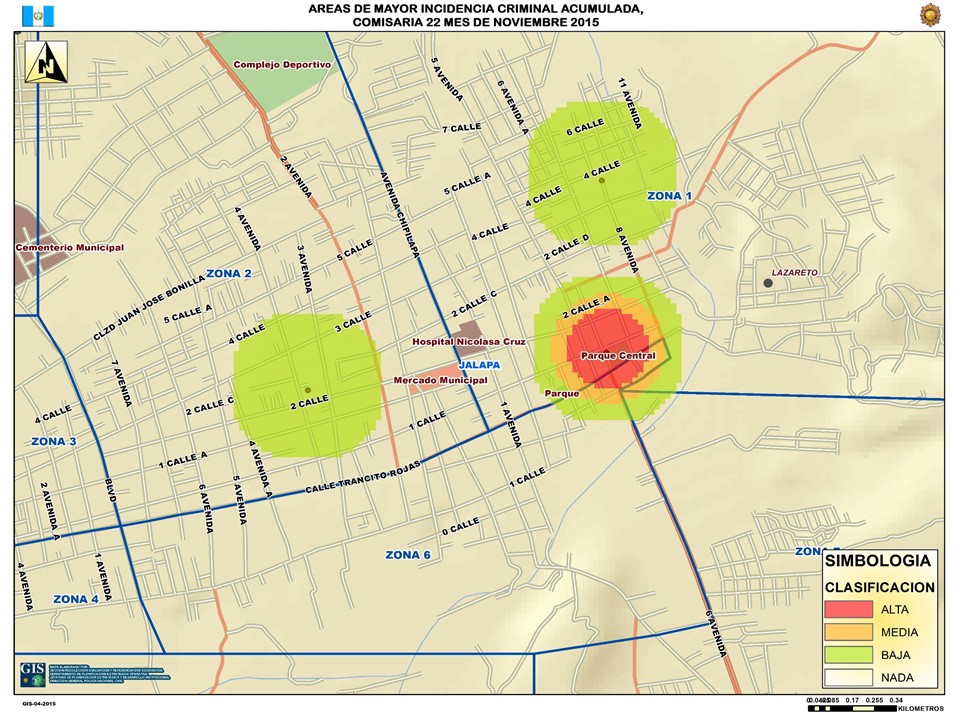 AREAS DE MAYOR INCIDENCIA CRIMINAL ACUMULADA,
COMISARIA 22 MES DE NOVIEMBRE 2015
N
Complejo Deportivo
5 AVENIDA
6 AVENIDA A
11 AVENIDA
7 CALLE
6 CALLE
2 AVENIDA
AVENIDA CHIPILAPA
5 CALLE A
4 CALLE
4 CALLE
ZONA 1
4 AVENIDA
4 CALLE
2 CALLE D
8 AVENIDA
Cementerio Municipal
3 AVENIDA
5 CALLE
ZONA 2
LAZARETO
CLZD JUAN JOSE BONILLA
5 CALLE A
2 CALLE C
2 CALLE A
4 CALLE
3 CALLE
Hospital Nicolasa Cruz
Parque Central
JALAPA
7 AVENIDA
Mercado Municipal
Parque
2 CALLE C
2 CALLE
4 CALLE
1 CALLE
1 AVENIDA
ZONA 3
1 CALLE A
4 AVENIDA A
CALLE TRANCITO ROJAS
1 CALLE
BLVD
2 AVENIDA A
6 AVENIDA
5 AVENIDA
0 CALLE
ZONA 6
4 AVENIDA
1 AVENIDA
ZONA 4
6 AVENIDA
SIMBOLOGIA
CLASIFICACION
ALTA
MEDIA
BAJA
NADA
GIS
GIS-04-2015
0.17 0.255 0.34
KILOMETROS